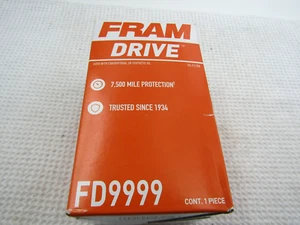 FRAM
DRIVE
7,500 MILE PROTECTION†
TRUSTED SINCE 1934
FD9999
CONT. 1 PIECE